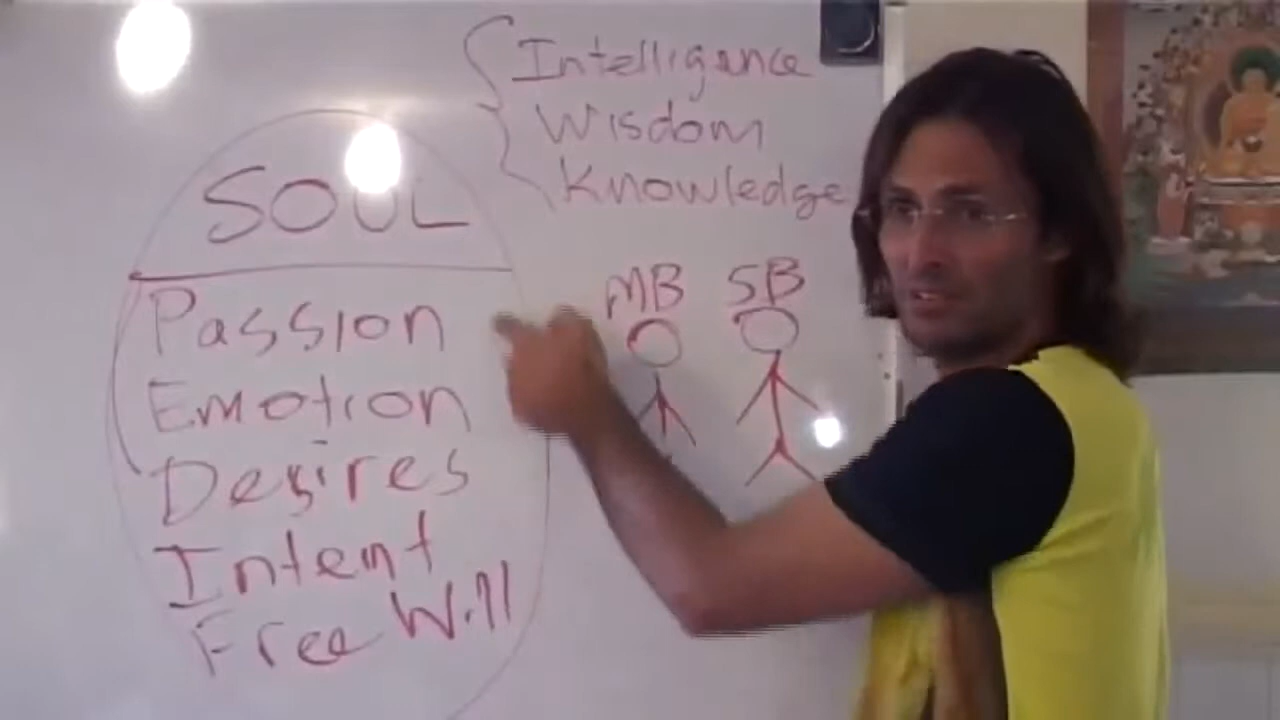 Intelligence
Wisdom
Knowledge
SOUL
Passion
Emotion
Desires
Intent
Free Will
MB SB